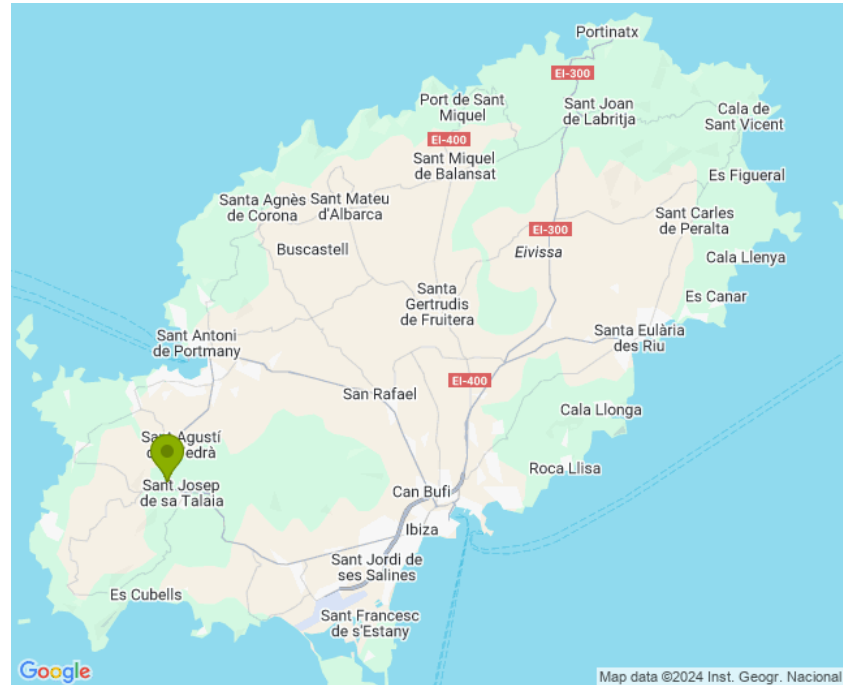 Portinatx
EI-300
Port de Sant
Miquel
Sant Joan
de Labritja
Cala de
Sant Vicent
EI-400
Sant Miquel
de Balansat
Es Figueral
Santa Agnès
de Corona
Sant Mateu
d'Albarca
Sant Carles
de Peralta
EI-300
Buscastell
Eivissa
Cala Llenya
Santa
Gertrudis
de Fruitera
Es Canar
Sant Antoni
de Portmany
Santa Eulària
des Riu
EI-400
San Rafael
Cala Llonga
Sant Agustí
edrà
Roca Llisa
Sant Josep
de sa Talaia
Can Bufí
Ibiza
Sant Jordi de
ses Salines
Es Cubells
Sant Francesc
de s'Estany
Google
Map data ©2024 Inst. Geogr. Nacional